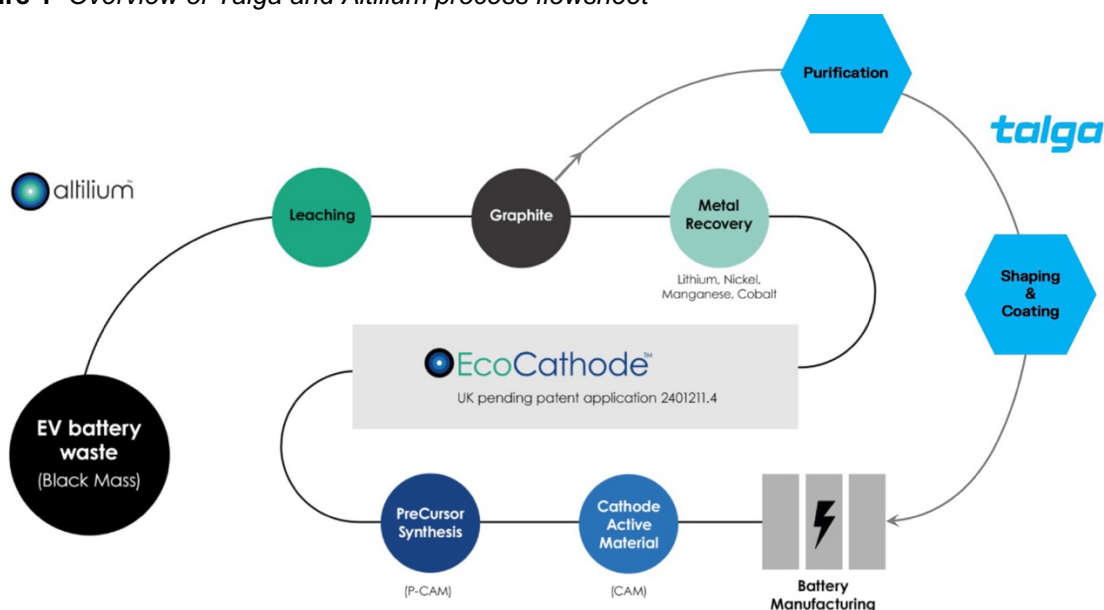 Overview of Talga and Altilium process flowsheet
Purification
talga
altilium™
Leaching
Graphite
Metal
Recovery
Lithium, Nickel,
Manganese, Cobalt
Shaping
&
Coating
EcoCathode℠
UK pending patent application 2401211.4
EV battery
waste
(Black Mass)
PreCursor
Synthesis
(P-CAM)
Cathode
Active
Material
(CAM)
Battery
Manufacturing